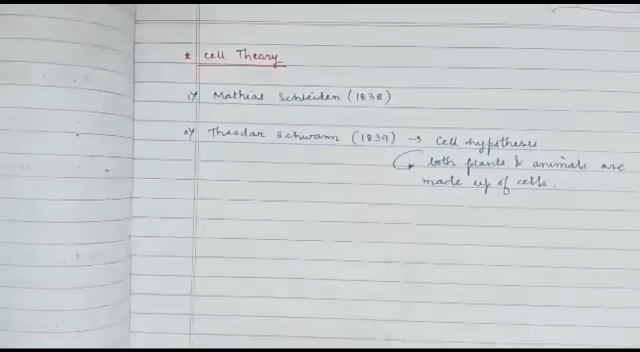 * Cell Theory
1) Mathias Schleiden (1838)
2) Theodar Schwann (1839) → Cell hypothesis
both plants & animals are
made up of cells.